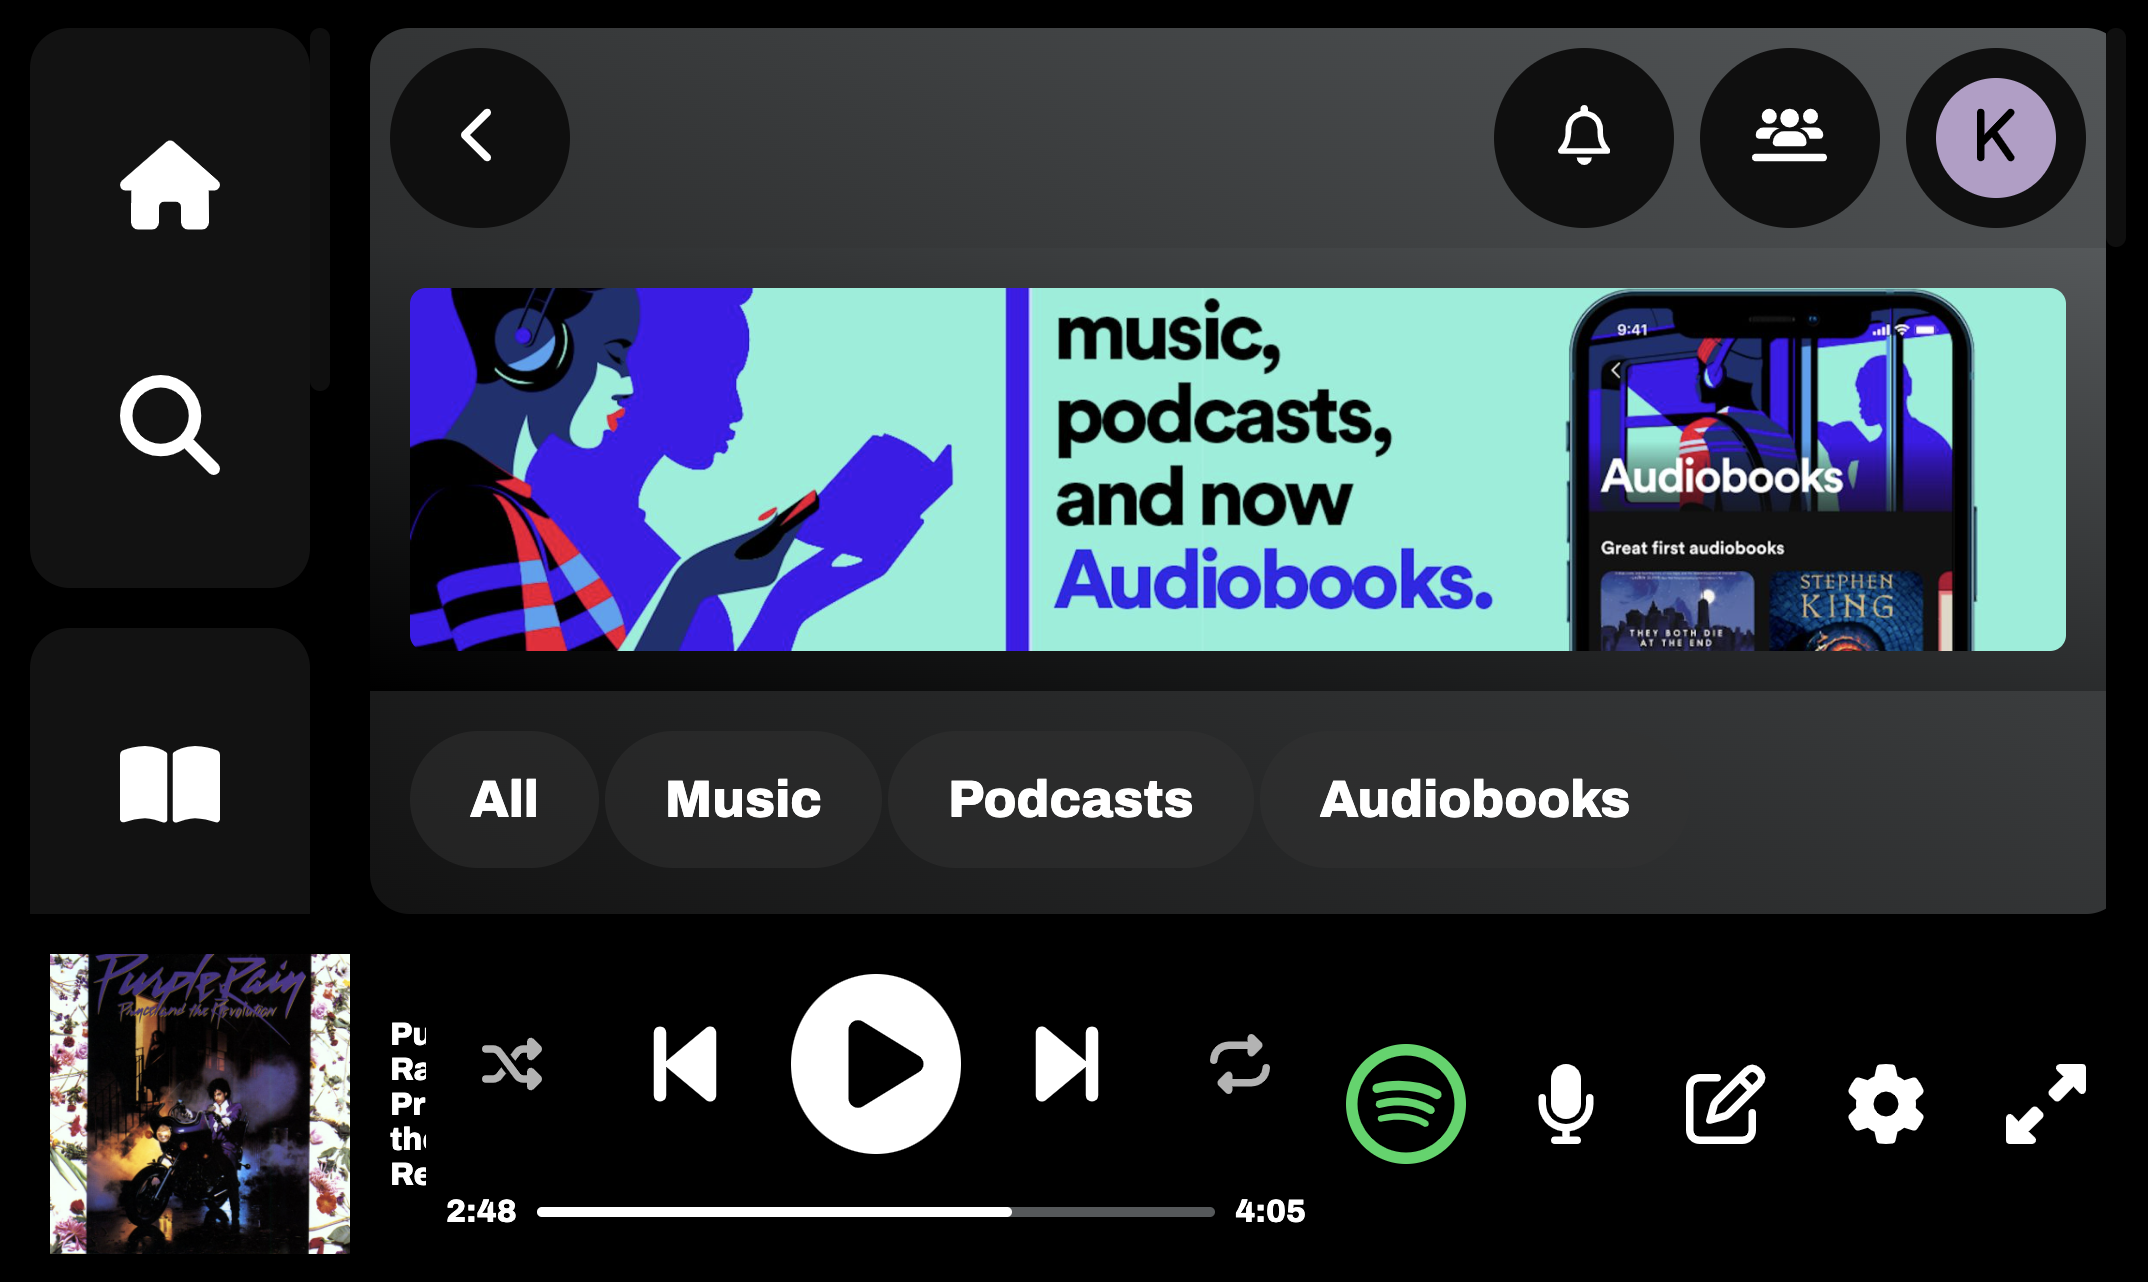 K
music,
podcasts,
and now
Audiobooks.
9:41
Audiobooks
Great first audiobooks
THEY BOTH DIE
AT THE END
STEPHEN
KING
All
Music
Podcasts
Audiobooks
Purple Rain
Prince and the Revolution
Pu
Ra
Pr
the
Re
2:48
4:05